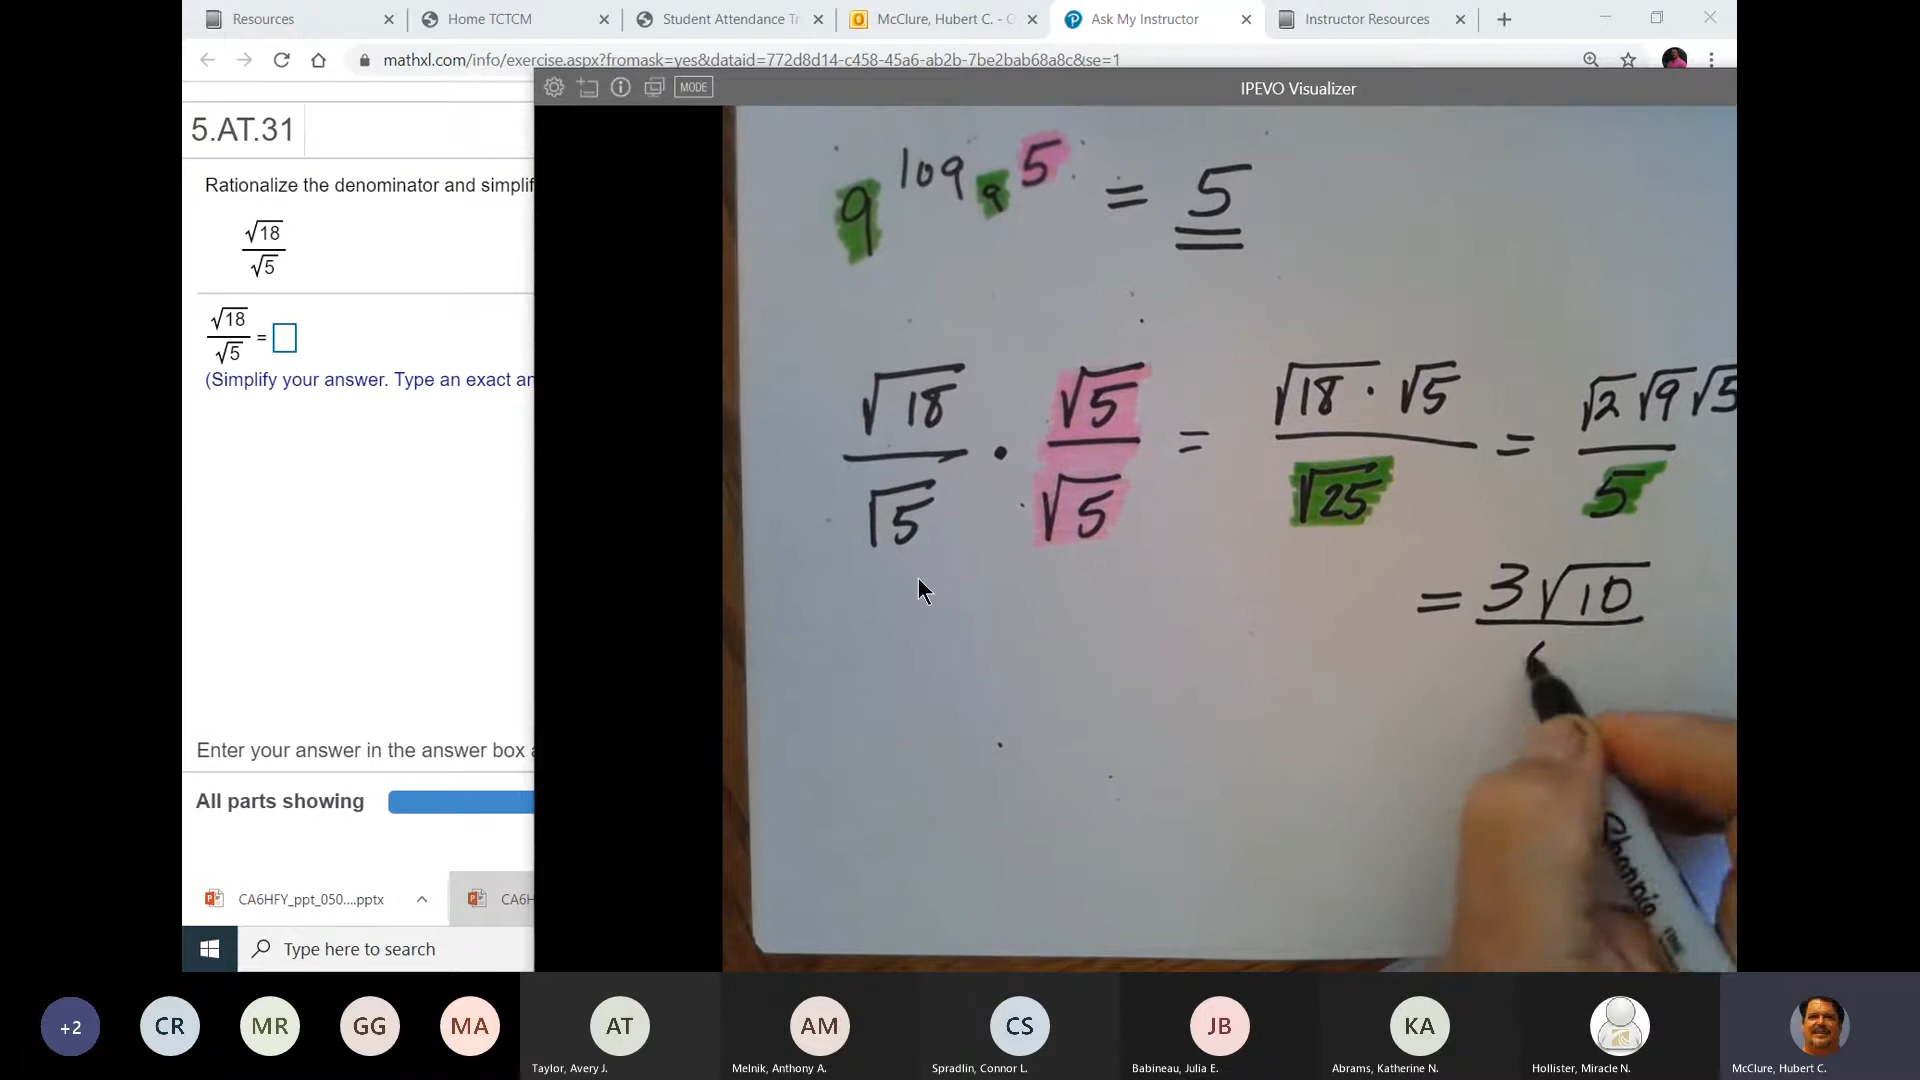 Resources
Home TCTCM
Student Attendance Tr
McClure, Hubert C. - O
Ask My Instructor
Instructor Resources
mathxl.com/info/exercise.aspx?fromask=yes&dataid=772d8d14-c458-45a6-ab2b-7be2bab68a8c&se=1
MODE
IPEVO Visualizer
5.AT.31
Rationalize the denominator and simplif
√18
√5
√18
√5 =
(Simplify your answer. Type an exact an
Enter your answer in the answer box a
All parts showing
CA6HFY_ppt_050....pptx
CA6H
Type here to search
9^log₉5 = 5
√18/√5 · √5/√5 = √18 · √5/√25 = √2 √9 √5/5
= 3√10
+2
CR
MR
GG
MA
AT
AM
CS
JB
KA
Taylor, Avery J.
Melnik, Anthony A.
Spradlin, Connor L.
Babineau, Julia E.
Abrams, Katherine N.
Hollister, Miracle N.
McClure, Hubert C.